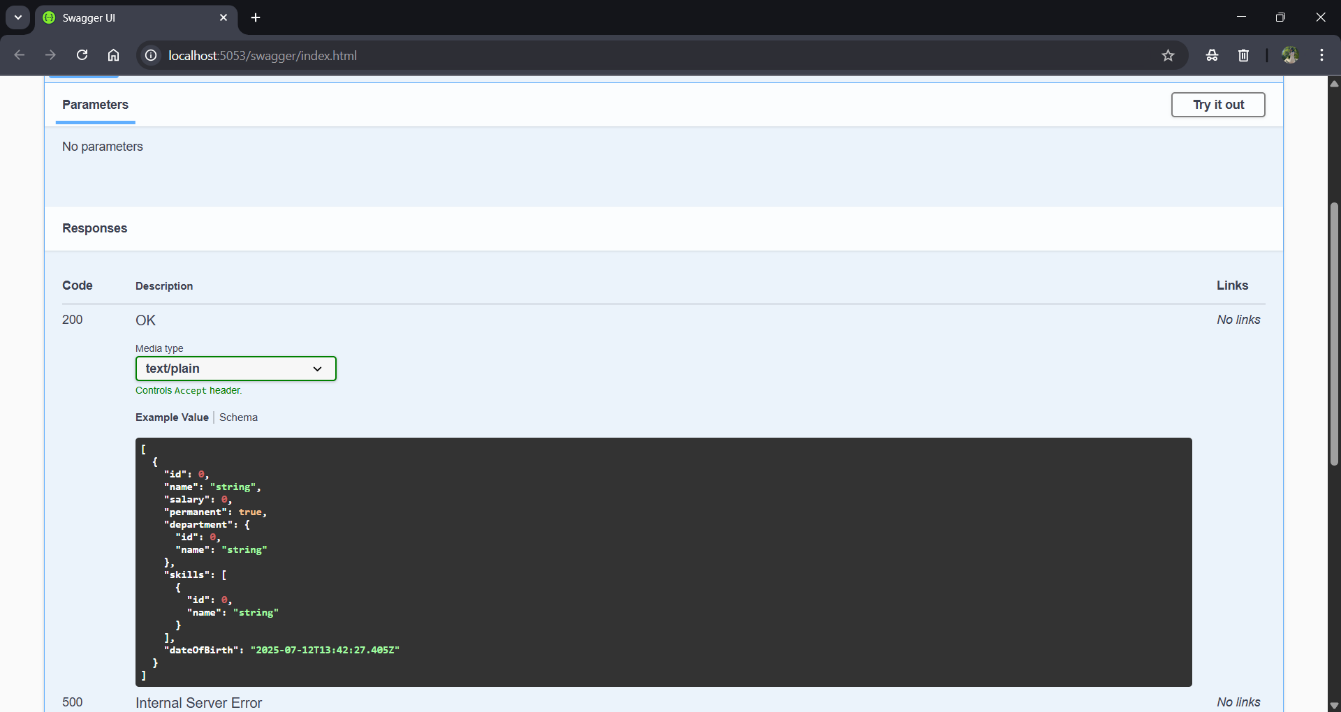 Swagger UI
localhost:5053/swagger/index.html
Parameters
Try it out
No parameters
Responses
Code Description Links
200 OK No links
Media type
text/plain
Controls Accept header.
Example Value Schema
[
  {
    "id": 0,
    "name": "string",
    "salary": 0,
    "permanent": true,
    "department": {
      "id": 0,
      "name": "string"
    },
    "skills": [
      {
        "id": 0,
        "name": "string"
      }
    ],
    "dateOfBirth": "2025-07-12T13:42:27.405Z"
  }
]
500 Internal Server Error No links